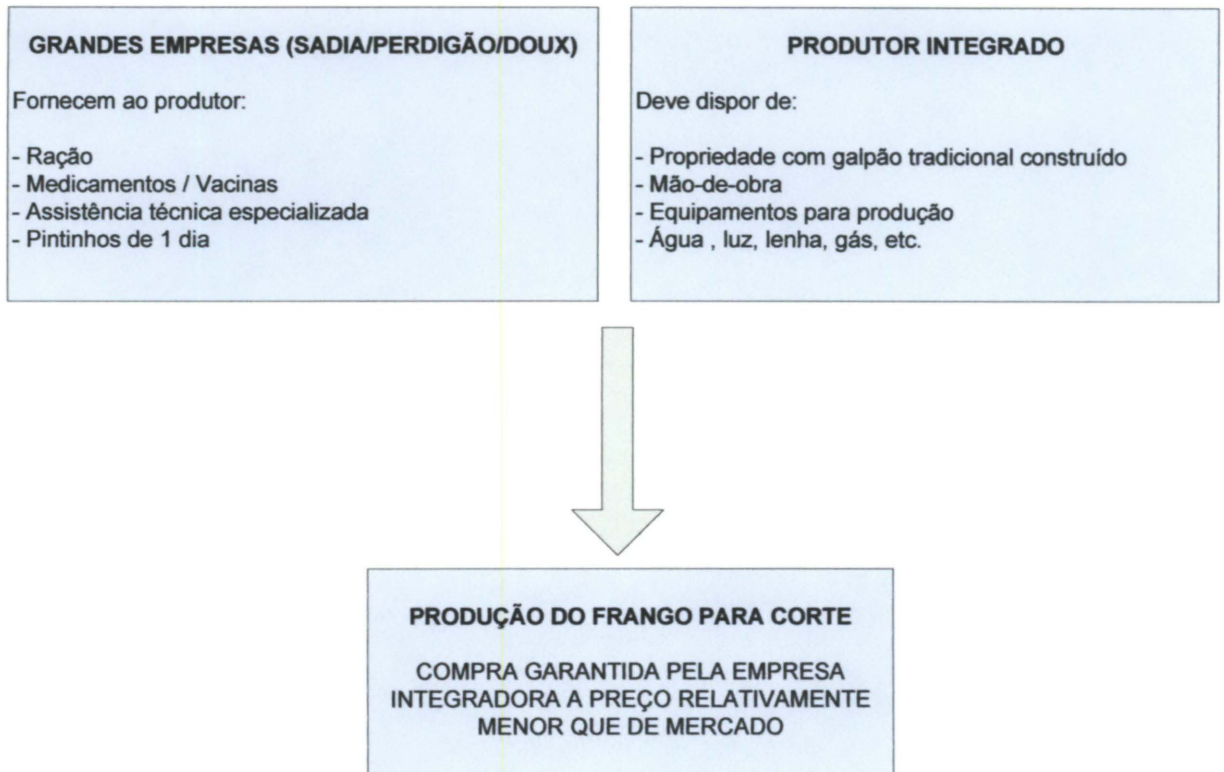 GRANDES EMPRESAS (SADIA/PERDIGÃO/DOUX)
Fornecem ao produtor:
- Ração
- Medicamentos / Vacinas
- Assistência técnica especializada
- Pintinhos de 1 dia
PRODUTOR INTEGRADO
Deve dispor de:
- Propriedade com galpão tradicional construído
- Mão-de-obra
- Equipamentos para produção
- Água , luz, lenha, gás, etc.
PRODUÇÃO DO FRANGO PARA CORTE
COMPRA GARANTIDA PELA EMPRESA
INTEGRADORA A PREÇO RELATIVAMENTE
MENOR QUE DE MERCADO